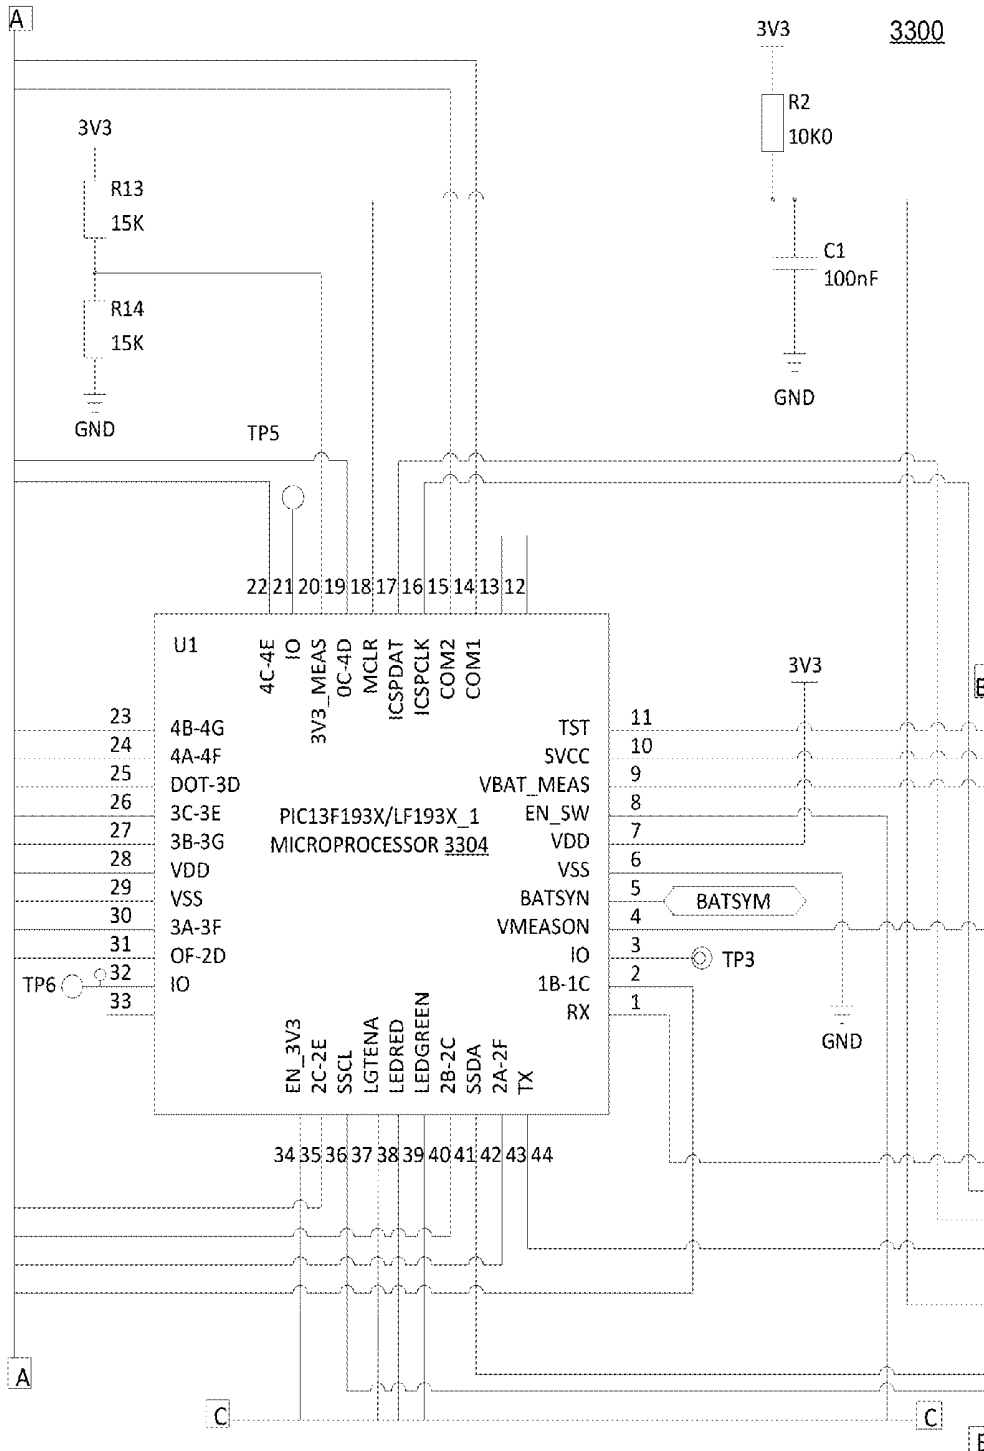 A
3V3
3300
R2
10K0
3V3
R13
15K
C1
100nF
R14
15K
GND
GND
TP5
22 21 20 19 18 17 16 15 14 13 12
U1
4C-4E
IO
3V3_MEAS
0C-4D
MCLR
ICSPDAT
ICSPCLK
COM2
COM1
3V3
23 4B-4G
24 4A-4F
25 DOT-3D
26 3C-3E
27 3B-3G
28 VDD
29 VSS
30 3A-3F
31 OF-2D
TP6 32 IO
33
PIC13F193X/LF193X_1
MICROPROCESSOR 3304
TST 11
5VCC 10
VBAT_MEAS 9
EN_SW 8
VDD 7
VSS 6
BATSYN 5 BATSYM
VMEASON 4
IO 3 TP3
1B-1C 2
RX 1
GND
EN_3V3
2C-2E
SSCL
LGTENA
LEDRED
LEDGREEN
2B-2C
SSDA
2A-2F
TX
34 35 36 37 38 39 40 41 42 43 44
A
C
C